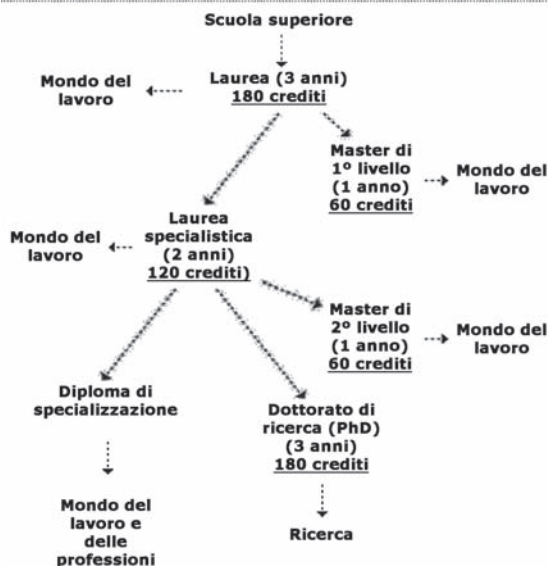 Scuola superiore
Laurea (3 anni)
180 crediti
Mondo del
lavoro
Master di
1º livello
(1 anno)
60 crediti
Mondo del
lavoro
Laurea
specialistica
(2 anni)
120 crediti)
Mondo del
lavoro
Master di
2º livello
(1 anno)
60 crediti
Mondo del
lavoro
Diploma di
specializzazione
Dottorato di
ricerca (PhD)
(3 anni)
180 crediti
Mondo del
lavoro e
delle
professioni
Ricerca